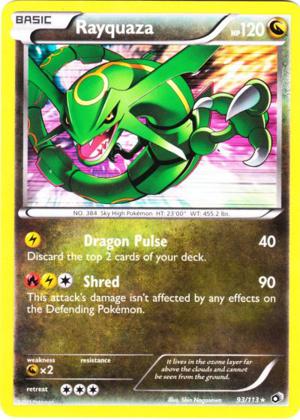 BASIC
Rayquaza
HP120
NO. 384 Sky High Pokémon HT: 23'00" WT: 455.2 lbs.
Dragon Pulse 40
Discard the top 2 cards of your deck.
Shred 90
This attack's damage isn't affected by any effects on
the Defending Pokémon.
weakness
×2
resistance
retreat
It lives in the ozone layer far
above the clouds and cannot be
seen from the ground.
Illus. Shin Nagasawa
93/113